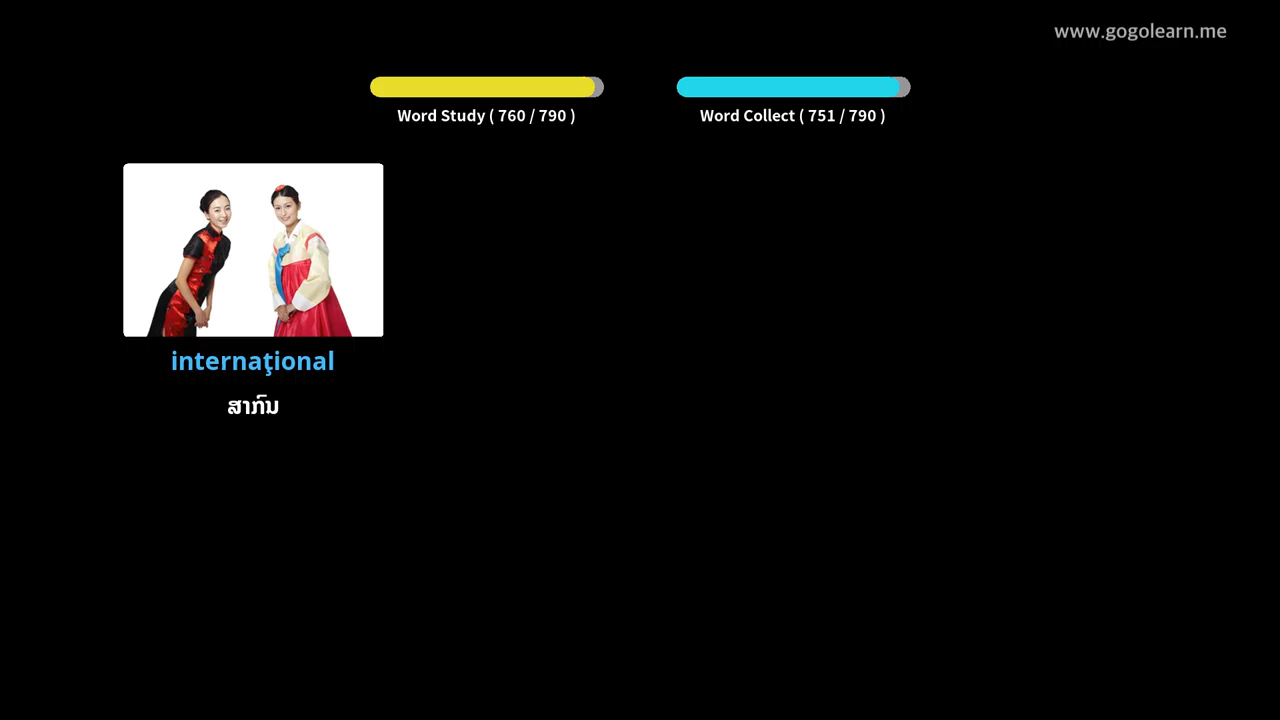 www.gogolearn.me
Word Study ( 760 / 790 )
Word Collect ( 751 / 790 )
internaţional
ສາກົນ